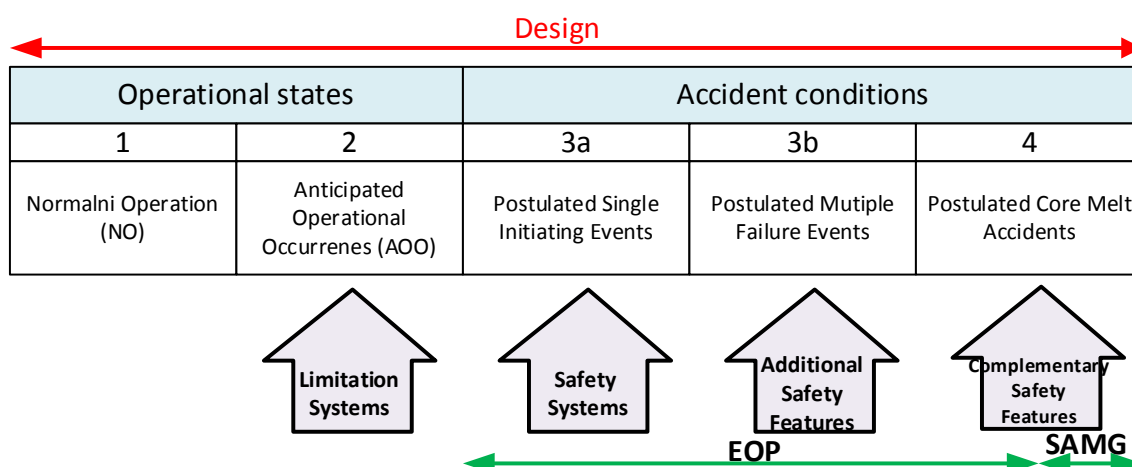 Design
Operational states
Accident conditions
1
2
3a
3b
4
Normalni Operation
(NO)
Anticipated
Operational
Occurrenes (AOO)
Postulated Single
Initiating Events
Postulated Mutiple
Failure Events
Postulated Core Melt
Accidents
Limitation
Systems
Safety
Systems
Additional
Safety
Features
Complementary
Safety
Features
EOP
SAMG